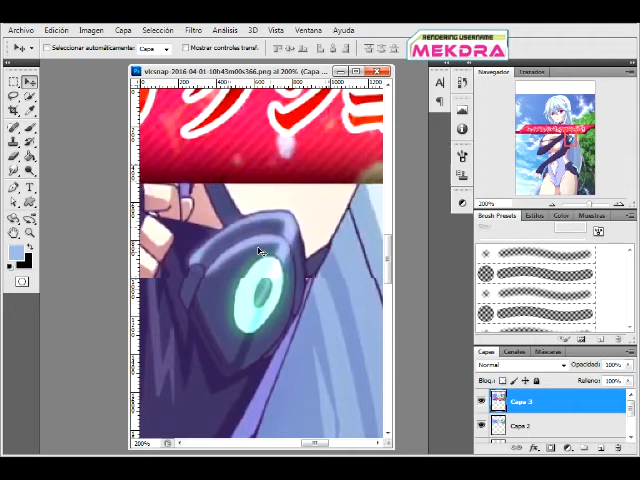 RENDERING USERNAME
MEKDRA
Archivo Edición Imagen Capa Selección Filtro Análisis 3D Vista Ventana Ayuda
Seleccionar automáticamente: Capa Mostrar controles transf.
vlcsnap-2016-04-01-10h43m00s366.png al 200% (Capa ...
Navegador Trazados
200%
Brush Presets Estilos Color Muestras
Capas Canales Máscaras
Normal Opacidad: 100%
Bloq.: Relleno: 100%
Capa 3
Capa 2
200%